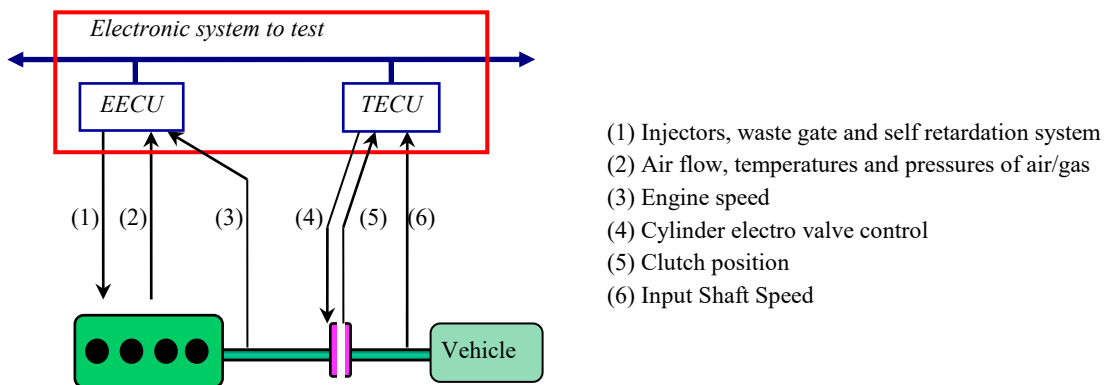 Electronic system to test
EECU
TECU
(1)
(2)
(3)
(4)
(5)
(6)
Vehicle
(1) Injectors, waste gate and self retardation system
(2) Air flow, temperatures and pressures of air/gas
(3) Engine speed
(4) Cylinder electro valve control
(5) Clutch position
(6) Input Shaft Speed